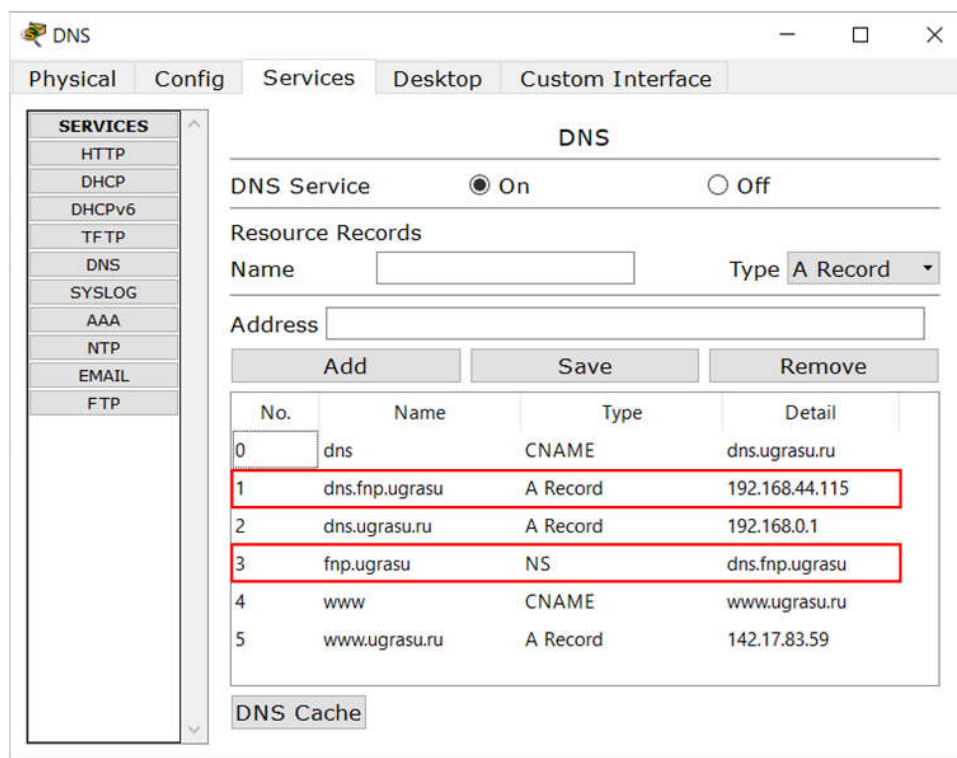 DNS
Physical Config Services Desktop Custom Interface
SERVICES
HTTP
DHCP
DHCPv6
TFTP
DNS
SYSLOG
AAA
NTP
EMAIL
FTP
DNS
DNS Service On Off
Resource Records
Name Type A Record
Address
Add Save Remove
No. Name Type Detail
0 dns CNAME dns.ugrasu.ru
1 dns.fnp.ugrasu A Record 192.168.44.115
2 dns.ugrasu.ru A Record 192.168.0.1
3 fnp.ugrasu NS dns.fnp.ugrasu
4 www CNAME www.ugrasu.ru
5 www.ugrasu.ru A Record 142.17.83.59
DNS Cache